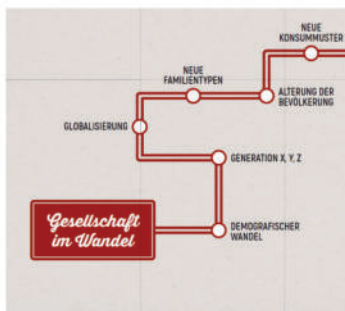 NEUE
KONSUMMUSTER
NEUE
FAMILIENTYPEN
ALTERUNG DER
BEVÖLKERUNG
GLOBALISIERUNG
GENERATION X, Y, Z
Gesellschaft
im Wandel
DEMOGRAFISCHER
WANDEL